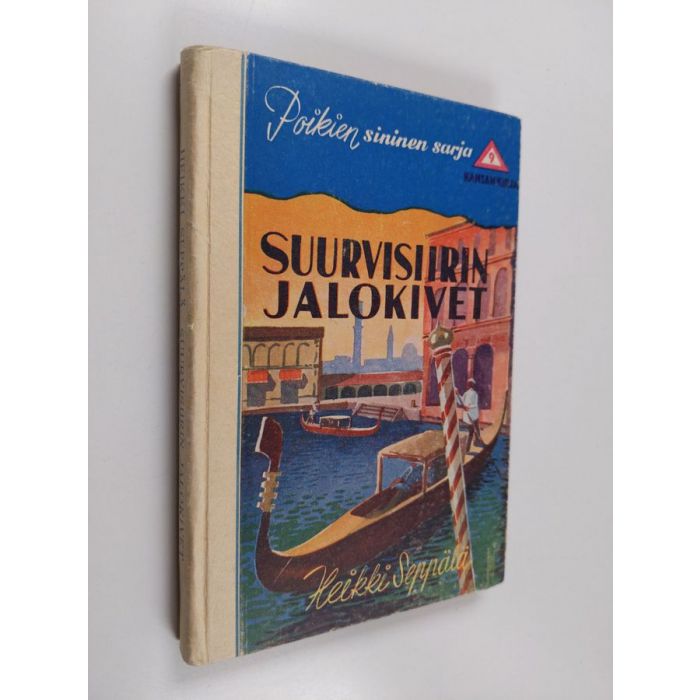 Poikien sininen sarja
9
KANSANKIRJA
SUURVISIIRIN
JALOKIVET
Heikki Seppälä